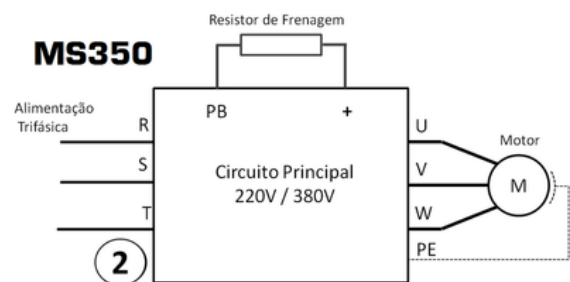 Resistor de Frenagem
MS350
Alimentação
Trifásica
PB
+
R
S
T
Circuito Principal
220V / 380V
U
V
W
PE
Motor
M
2